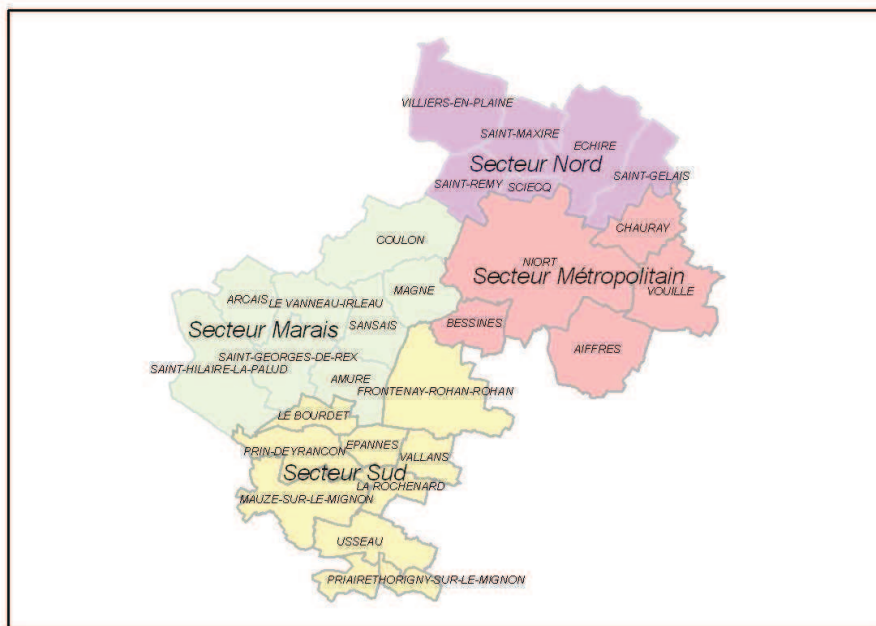 VILLIERS-EN-PLAINE
SAINT-MAXIRE
ECHIRE
Secteur Nord
SAINT-GELAIS
SAINT-REMY
SCIECQ
CHAURAY
COULON
NIORT
Secteur Métropolitain
VOUILLE
MAGNE
ARCAIS
LE VANNEAU-IRLEAU
SANSAIS
BESSINES
Secteur Marais
AIFFRES
SAINT-GEORGES-DE-REX
SAINT-HILAIRE-LA-PALUD
AMURE
FRONTENAY-ROHAN-ROHAN
LE BOURDET
PRIN-DEYRANCON
EPANNES
VALLANS
Secteur Sud
LA ROCHENARD
MAUZE-SUR-LE-MIGNON
USSEAU
PRIAIRES
THORIGNY-SUR-LE-MIGNON